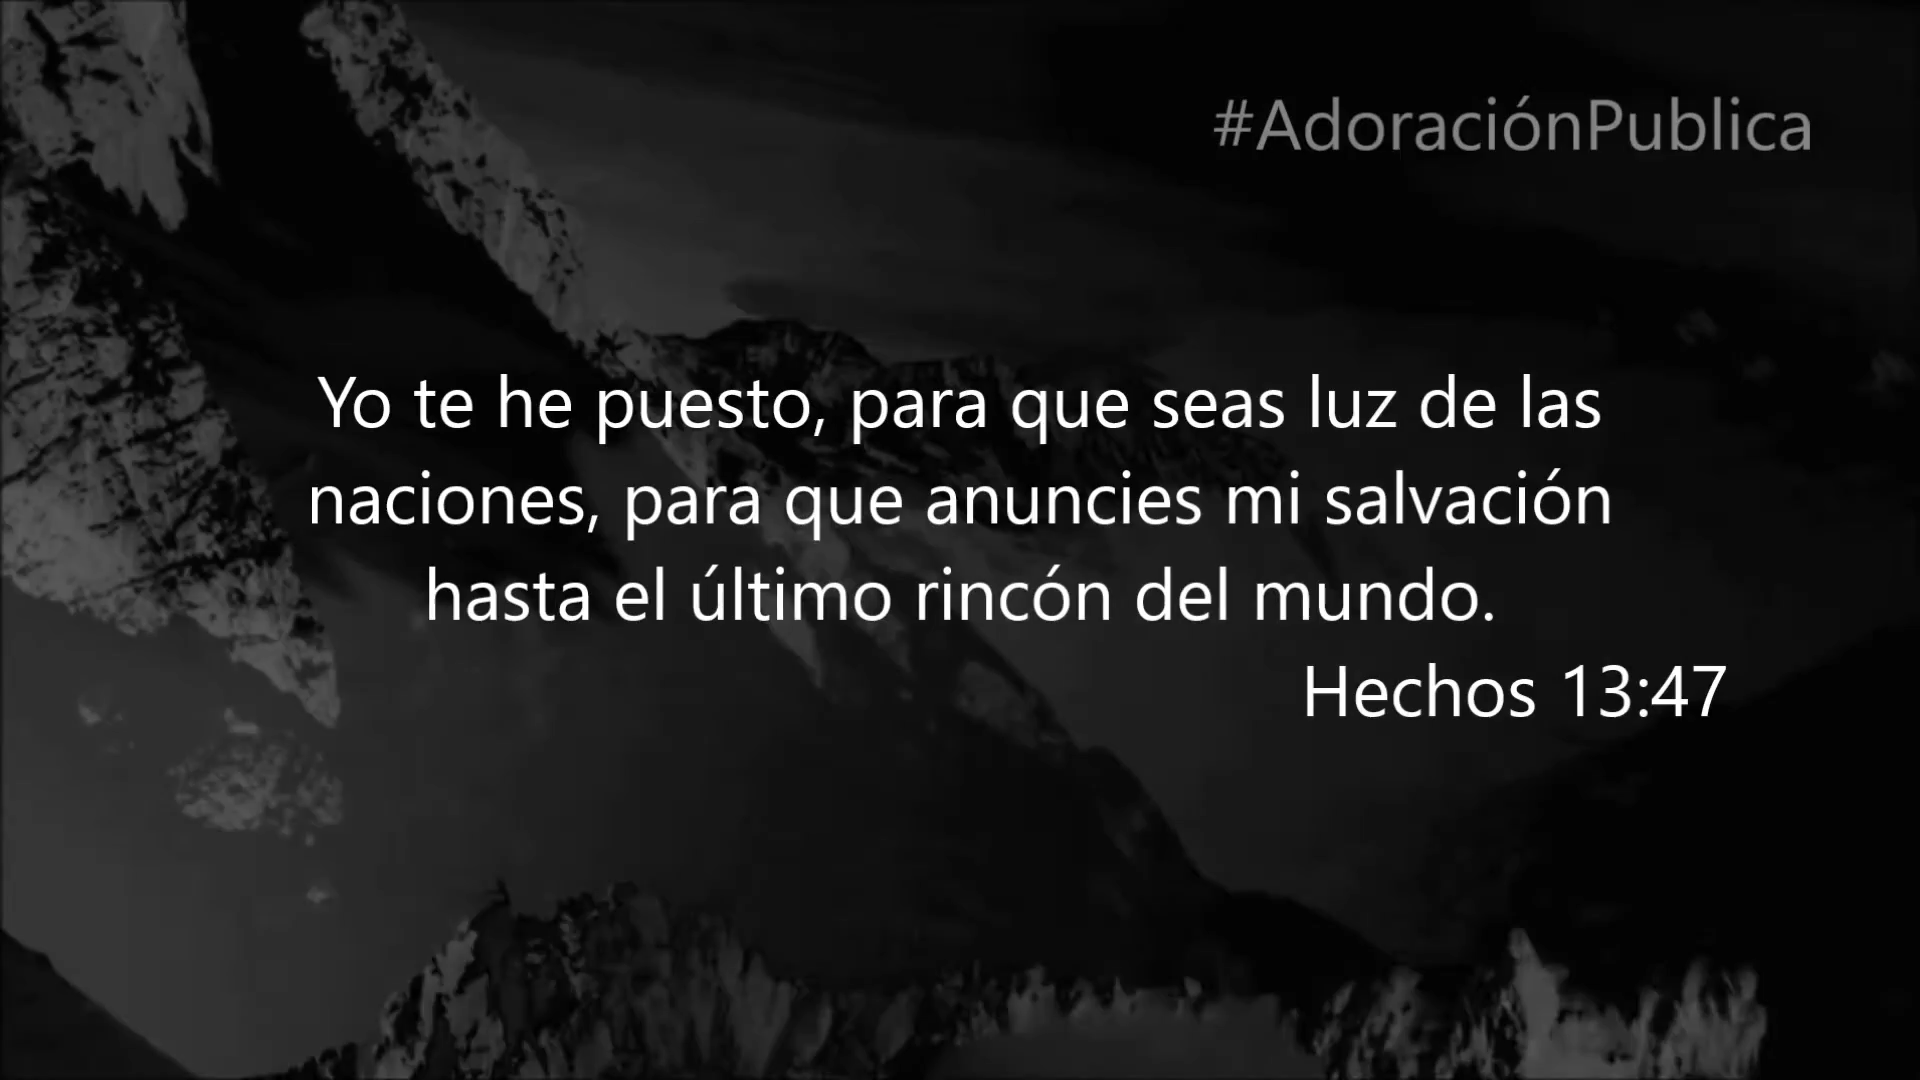 #AdoraciónPublica
Yo te he puesto, para que seas luz de las
naciones, para que anuncies mi salvación
hasta el último rincón del mundo.
Hechos 13:47